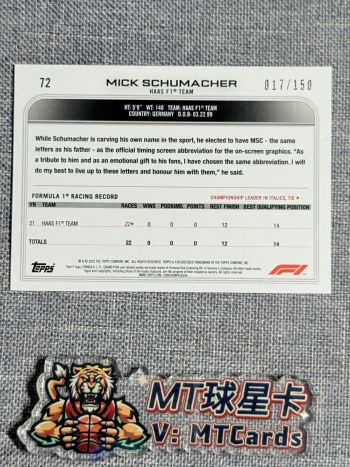 72 MICK SCHUMACHER 017/150
HAAS F1® TEAM
HT: 5'9" WT: 148 TEAM: HAAS F1® TEAM
COUNTRY: GERMANY D.O.B: 03.22.99
While Schumacher is carving his own name in the sport, he elected to have MSC - the same
letters as his father - as the official timing screen abbreviation for the on-screen graphics. "As
a tribute to him and as an emotional gift to his fans, I have chosen the same abbreviation. I will
do my best to live up to these letters and honour him with them," he said.
FORMULA 1® RACING RECORD CHAMPIONSHIP LEADER IN ITALICS, TIE ♦
YR TEAM RACES WINS PODIUMS POINTS BEST FINISH BEST QUALIFYING POSITION
21 HAAS F1® TEAM 22♦ 0 0 0 12 14
TOTALS 22 0 0 0 12 14
Topps
F1
MT球星卡
V: MTCards